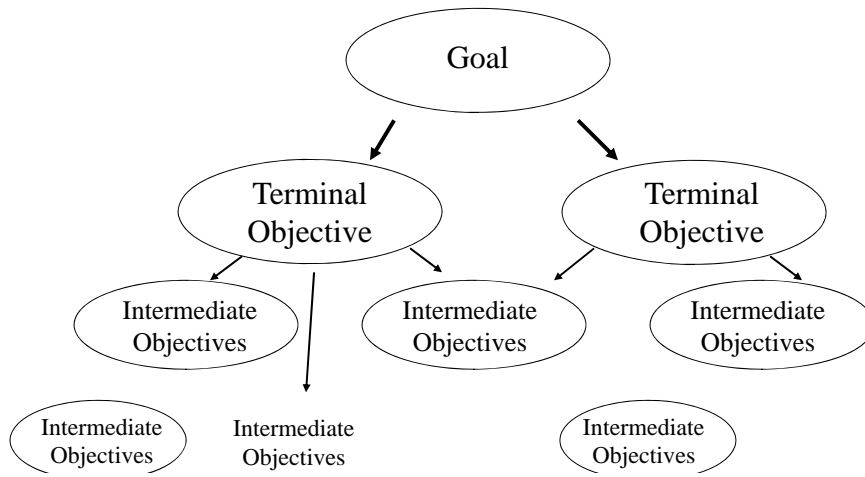 Goal
Terminal
Objective
Terminal
Objective
Intermediate
Objectives
Intermediate
Objectives
Intermediate
Objectives
Intermediate
Objectives
Intermediate
Objectives
Intermediate
Objectives